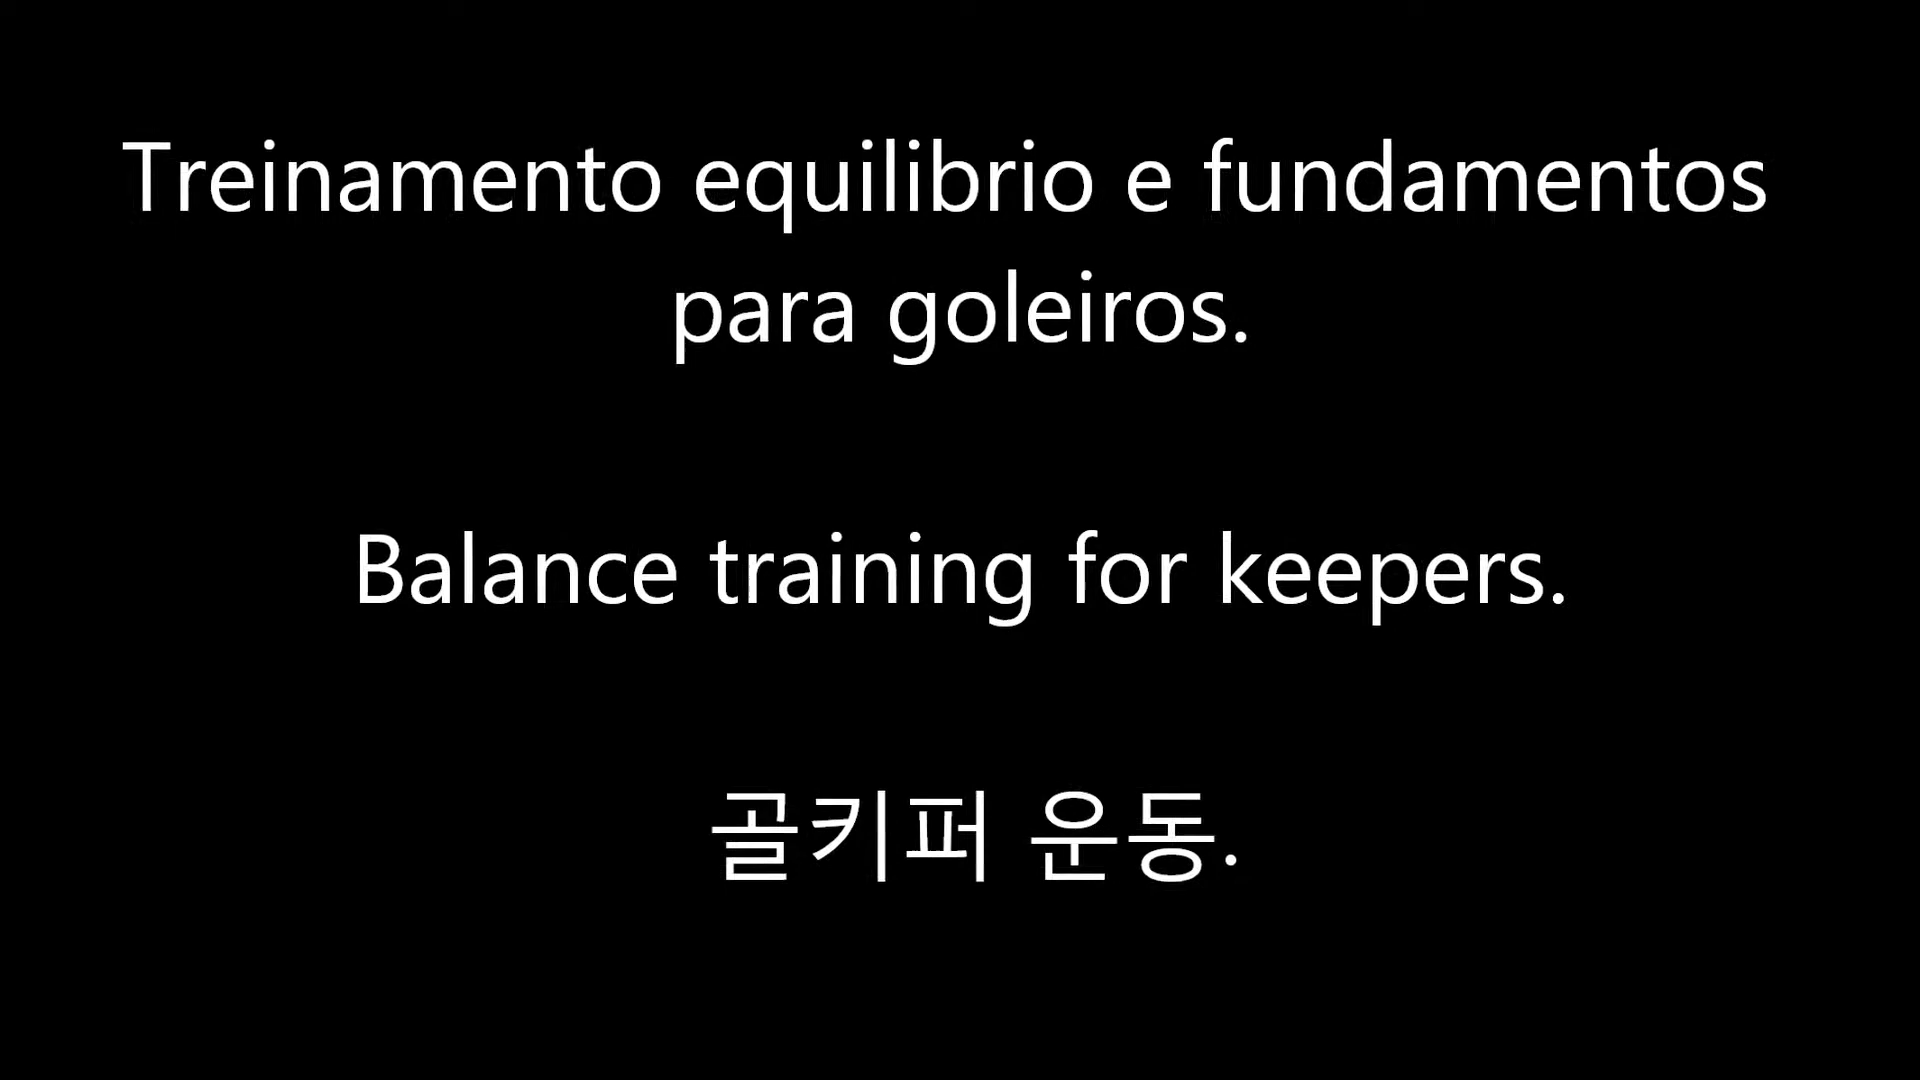 Treinamento equilibrio e fundamentos
para goleiros.
Balance training for keepers.
골키퍼 운동.